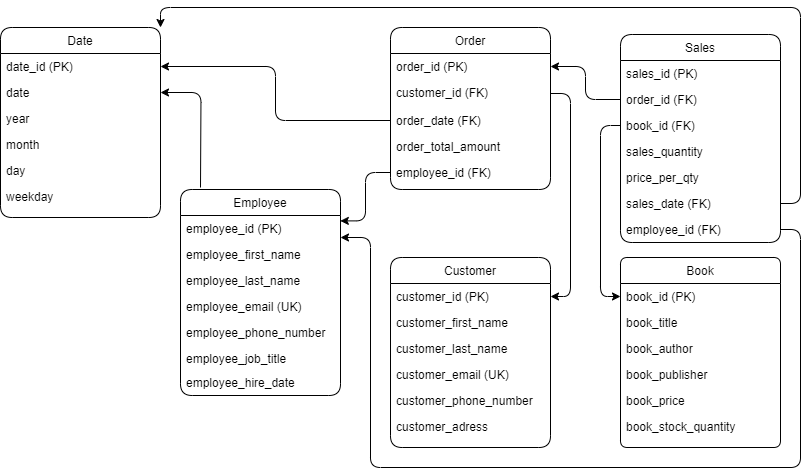 Date
date_id (PK)
date
year
month
day
weekday
Employee
employee_id (PK)
employee_first_name
employee_last_name
employee_email (UK)
employee_phone_number
employee_job_title
employee_hire_date
Order
order_id (PK)
customer_id (FK)
order_date (FK)
order_total_amount
employee_id (FK)
Customer
customer_id (PK)
customer_first_name
customer_last_name
customer_email (UK)
customer_phone_number
customer_adress
Sales
sales_id (PK)
order_id (FK)
book_id (FK)
sales_quantity
price_per_qty
sales_date (FK)
employee_id (FK)
Book
book_id (PK)
book_title
book_author
book_publisher
book_price
book_stock_quantity